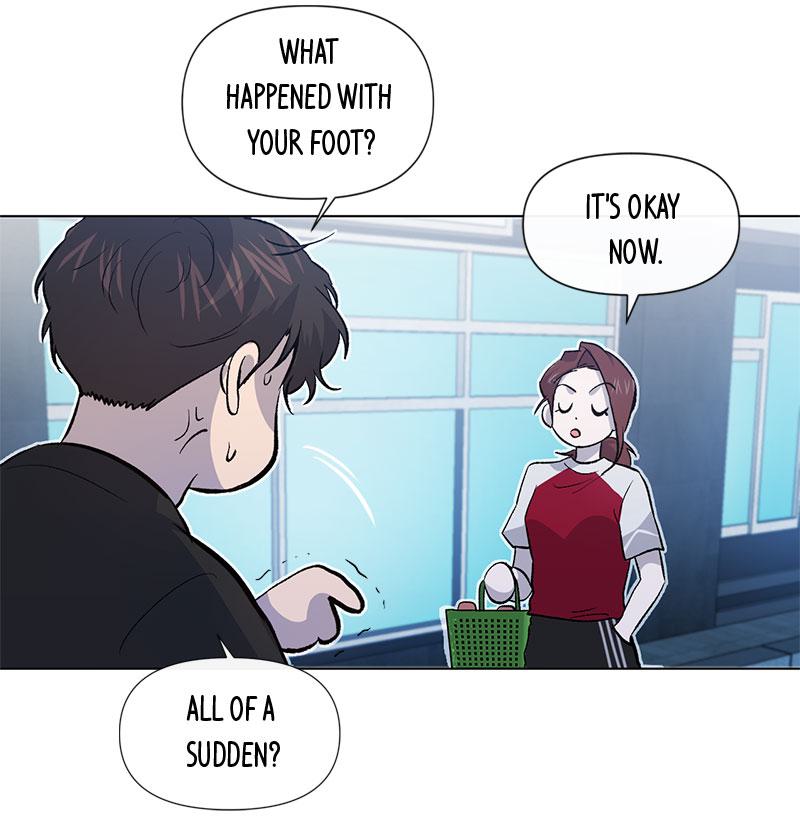 WHAT
HAPPENED WITH
YOUR FOOT?
IT'S OKAY
NOW.
ALL OF A
SUDDEN?